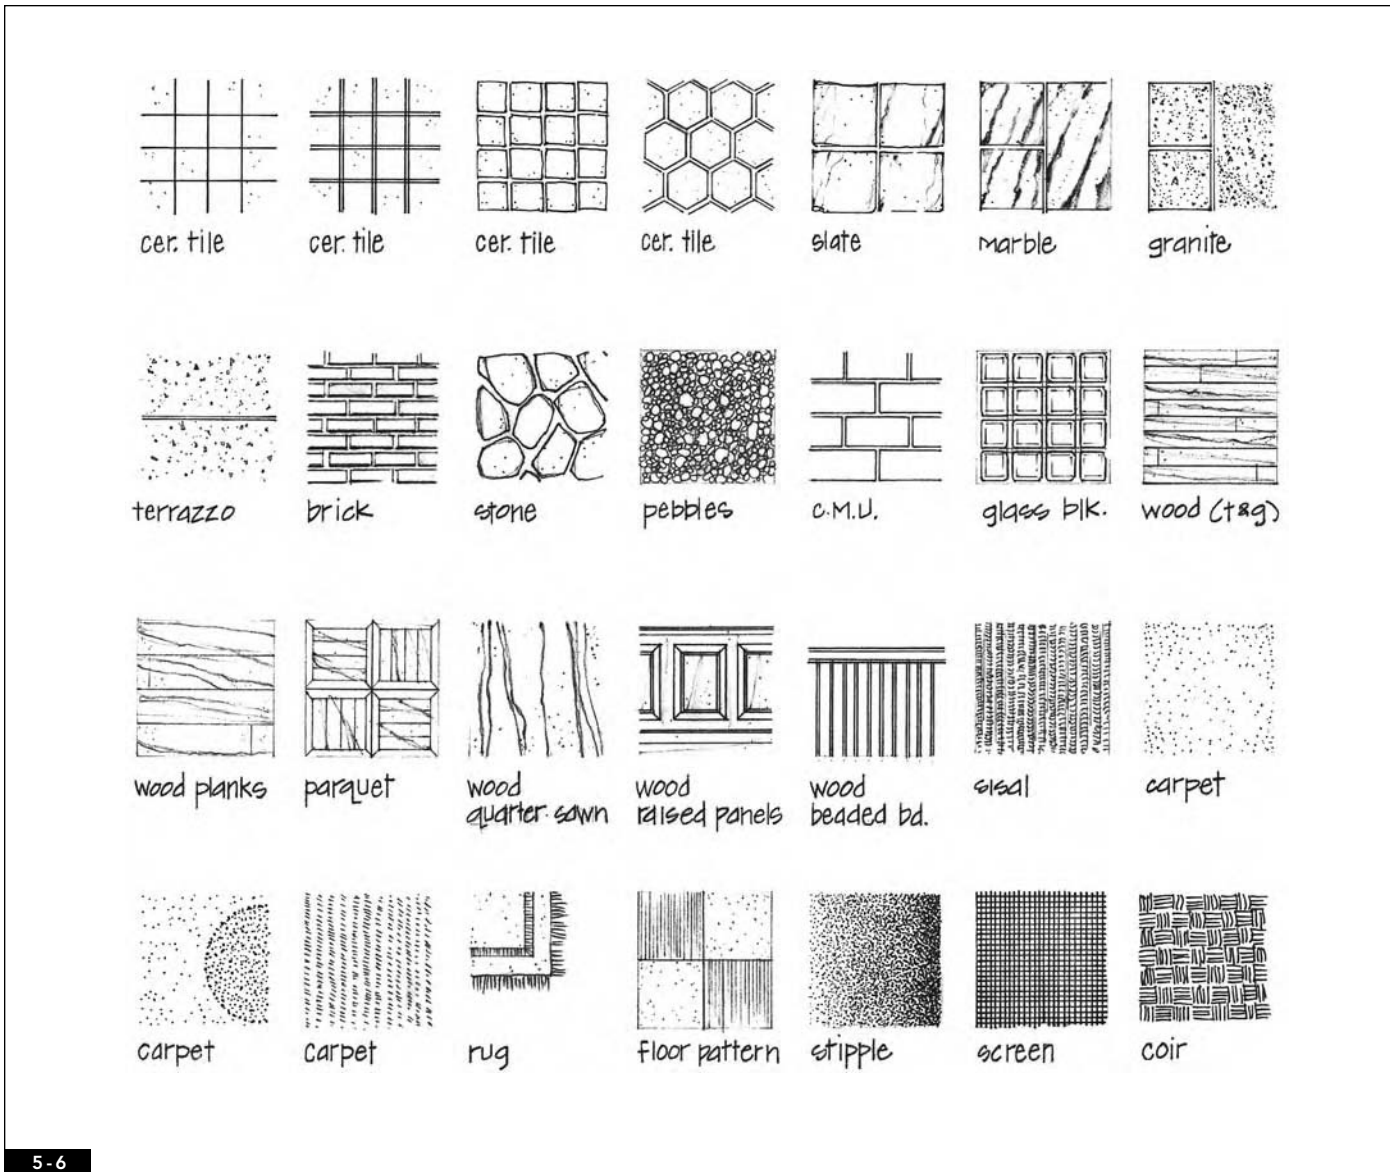 cer. tile
cer. tile
cer. tile
cer. tile
slate
marble
granite
terrazzo
brick
stone
pebbles
c.M.U.
glass blk.
wood (t&g)
wood planks
parquet
wood
quarter-sawn
wood
raised panels
wood
beaded bd.
sisal
carpet
carpet
carpet
rug
floor pattern
stipple
screen
coir
5-6